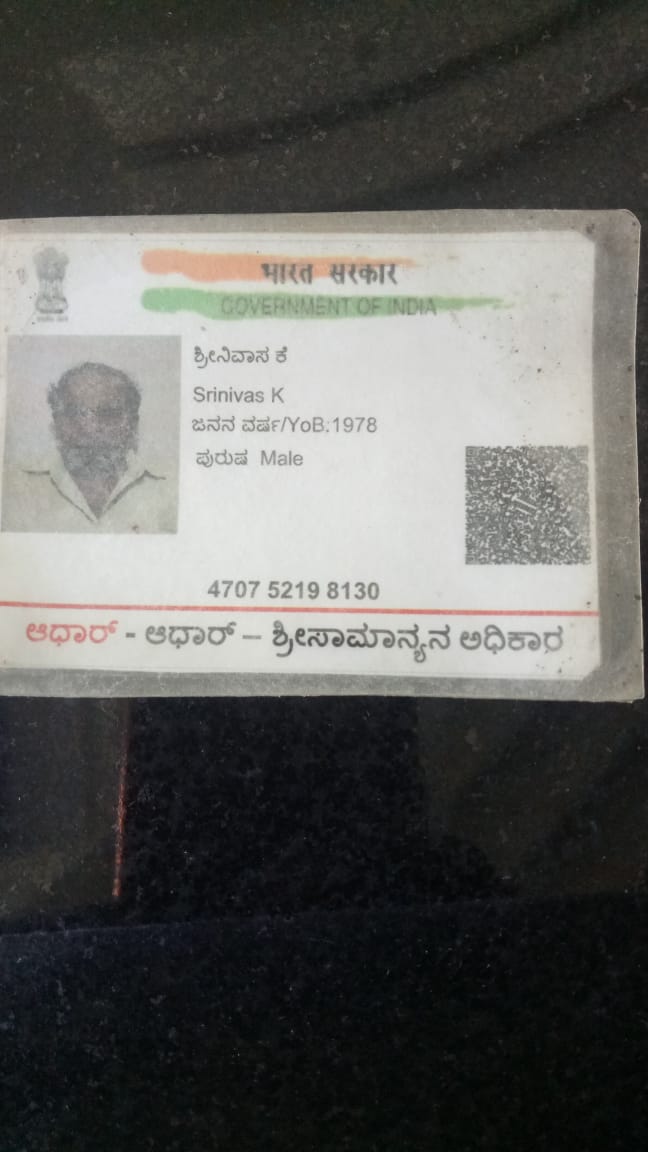 भारत सरकार
GOVERNMENT OF INDIA
ಶ್ರೀನಿವಾಸ ಕೆ
Srinivas K
ಜನನ ವರ್ಷ/YoB:1978
ಪುರುಷ Male
4707 5219 8130
ಆಧಾರ್ - ಆಧಾರ್ – ಶ್ರೀಸಾಮಾನ್ಯನ ಅಧಿಕಾರ